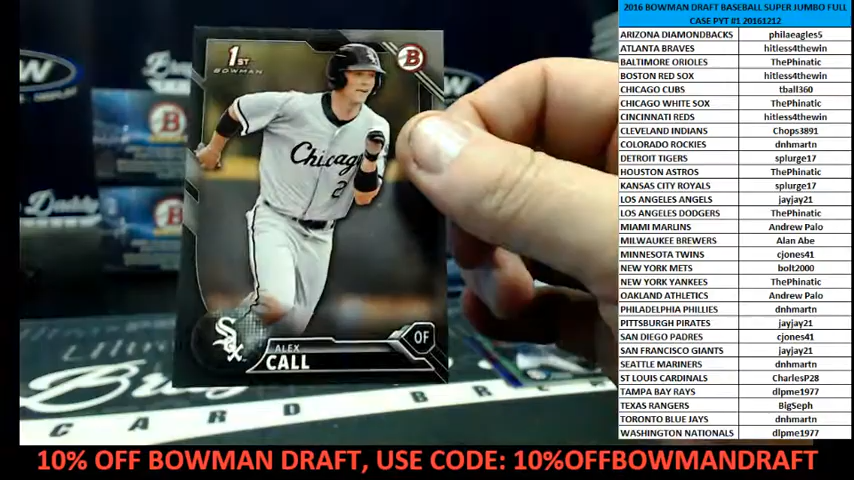 2016 BOWMAN DRAFT BASEBALL SUPER JUMBO FULL
CASE PYT #1 20161212
ARIZONA DIAMONDBACKS philaeagles5
ATLANTA BRAVES hitless4thewin
BALTIMORE ORIOLES ThePhinatic
BOSTON RED SOX hitless4thewin
CHICAGO CUBS tball360
CHICAGO WHITE SOX ThePhinatic
CINCINNATI REDS hitless4thewin
CLEVELAND INDIANS Chops3891
COLORADO ROCKIES dnhmartn
DETROIT TIGERS splurge17
HOUSTON ASTROS ThePhinatic
KANSAS CITY ROYALS splurge17
LOS ANGELES ANGELS jayjay21
LOS ANGELES DODGERS ThePhinatic
MIAMI MARLINS Andrew Palo
MILWAUKEE BREWERS Alan Abe
MINNESOTA TWINS cjones41
NEW YORK METS bolt2000
NEW YORK YANKEES ThePhinatic
OAKLAND ATHLETICS Andrew Palo
PHILADELPHIA PHILLIES dnhmartn
PITTSBURGH PIRATES jayjay21
SAN DIEGO PADRES cjones41
SAN FRANCISCO GIANTS jayjay21
SEATTLE MARINERS dnhmartn
ST LOUIS CARDINALS CharlesP28
TAMPA BAY RAYS dlpme1977
TEXAS RANGERS BigSeph
TORONTO BLUE JAYS dnhmartn
WASHINGTON NATIONALS dlpme1977
1ST
BOWMAN
B
Chicago
2
Sox
ALEX
CALL
OF
CARD BRE
10% OFF BOWMAN DRAFT, USE CODE: 10%OFFBOWMANDRAFT